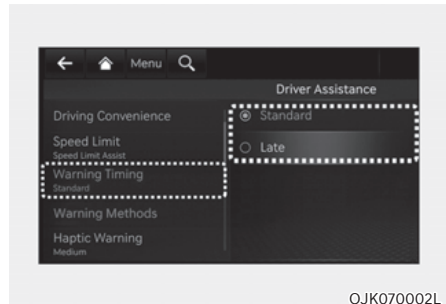 Menu
Driver Assistance
Driving Convenience
Speed Limit
Speed Limit Assist
Warning Timing
Standard
Warning Methods
Haptic Warning
Medium
Standard
Late
OJK070002L